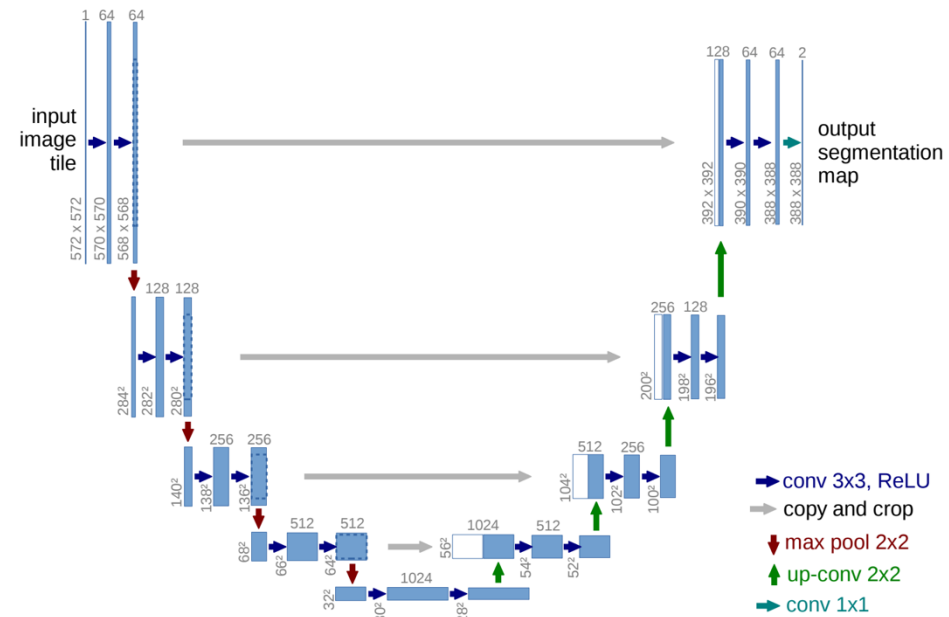 1 64 64
input
image
tile
572 x 572
570 x 570
568 x 568
128 64 64 2
output
segmentation
map
392 x 392
390 x 390
388 x 388
388 x 388
128 128
284²
282²
280²
256 128
200²
198²
196²
256 256
140²
138²
136²
512 256
104²
102²
100²
512 512
68²
66²
64²
1024 512
56²
54²
52²
1024
32²
conv 3x3, ReLU
copy and crop
max pool 2x2
up-conv 2x2
conv 1x1